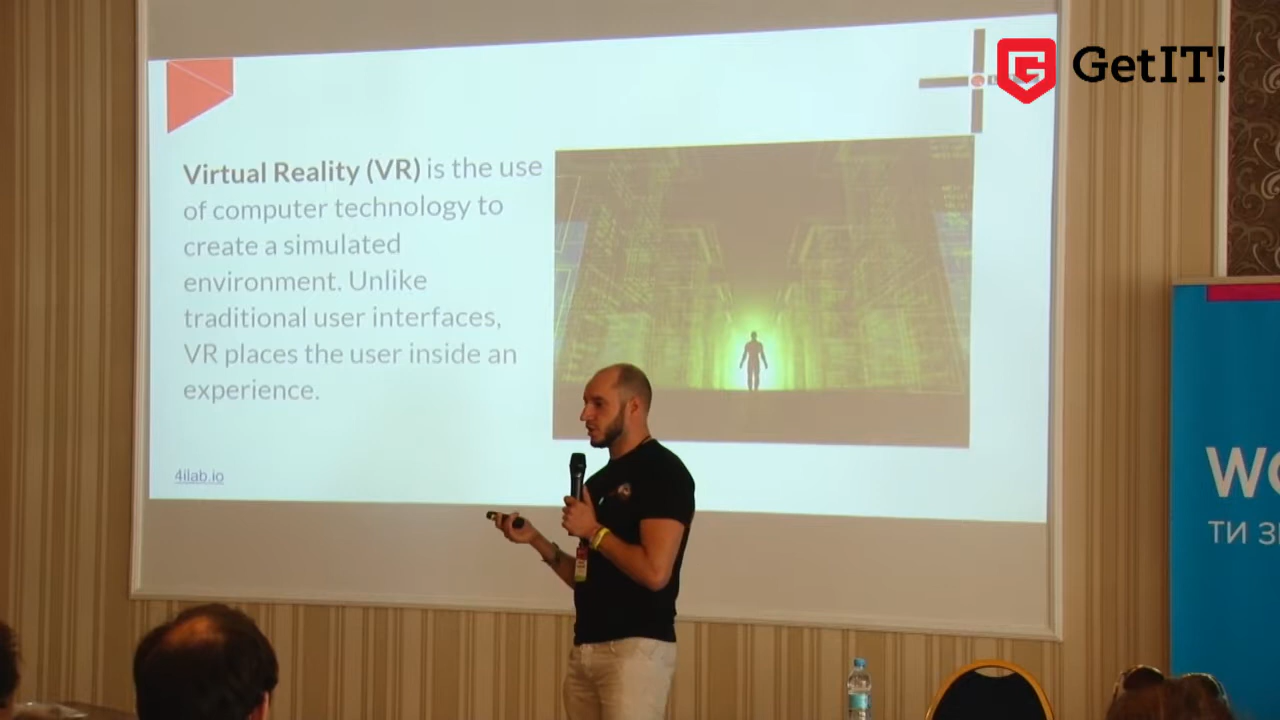 GetIT!
Virtual Reality (VR) is the use
of computer technology to
create a simulated
environment. Unlike
traditional user interfaces,
VR places the user inside an
experience.
4ilab.io
ТИ